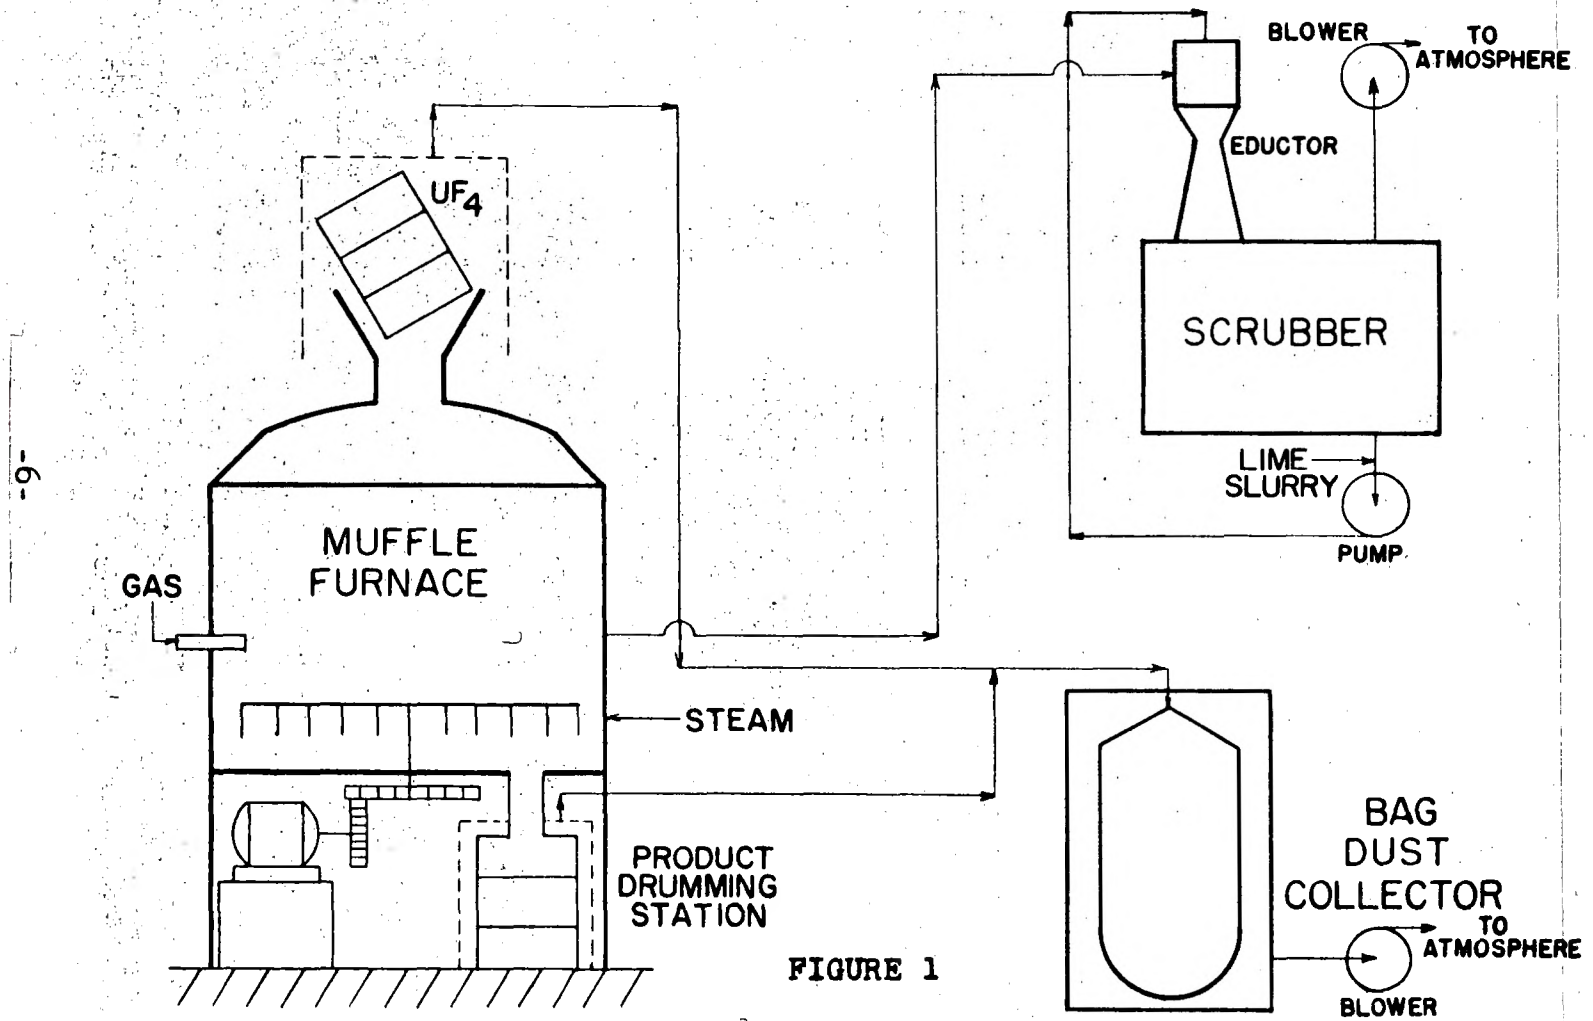 BLOWER
TO
ATMOSPHERE
EDUCTOR
UF4
SCRUBBER
LIME
SLURRY
PUMP
-9-
MUFFLE
FURNACE
GAS
STEAM
PRODUCT
DRUMMING
STATION
BAG
DUST
COLLECTOR
TO
ATMOSPHERE
BLOWER
FIGURE 1